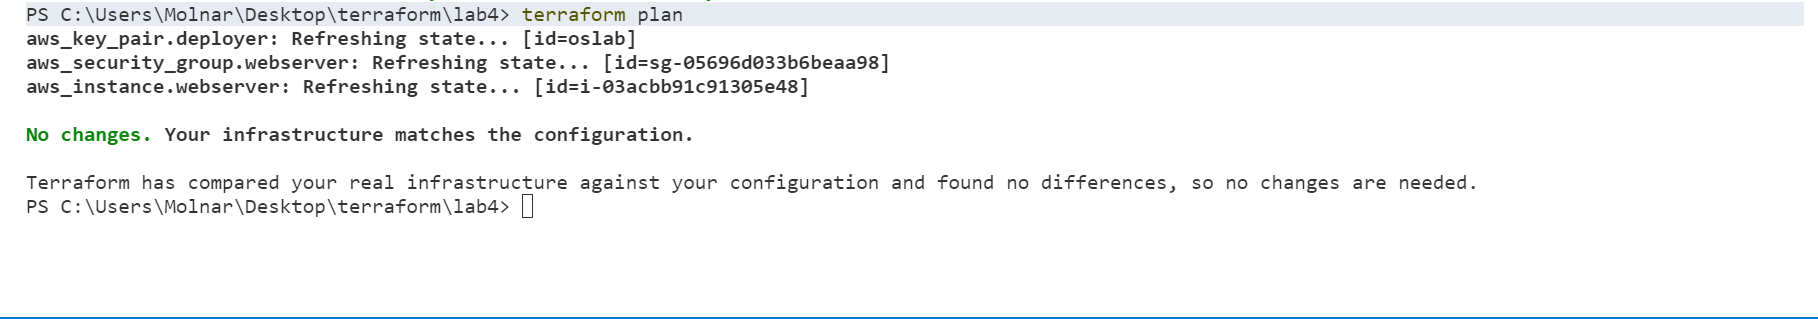 PS C:\Users\Molnar\Desktop\terraform\lab4> terraform plan
aws_key_pair.deployer: Refreshing state... [id=oslab]
aws_security_group.webserver: Refreshing state... [id=sg-05696d033b6beaa98]
aws_instance.webserver: Refreshing state... [id=i-03acbb91c91305e48]
No changes. Your infrastructure matches the configuration.
Terraform has compared your real infrastructure against your configuration and found no differences, so no changes are needed.
PS C:\Users\Molnar\Desktop\terraform\lab4>